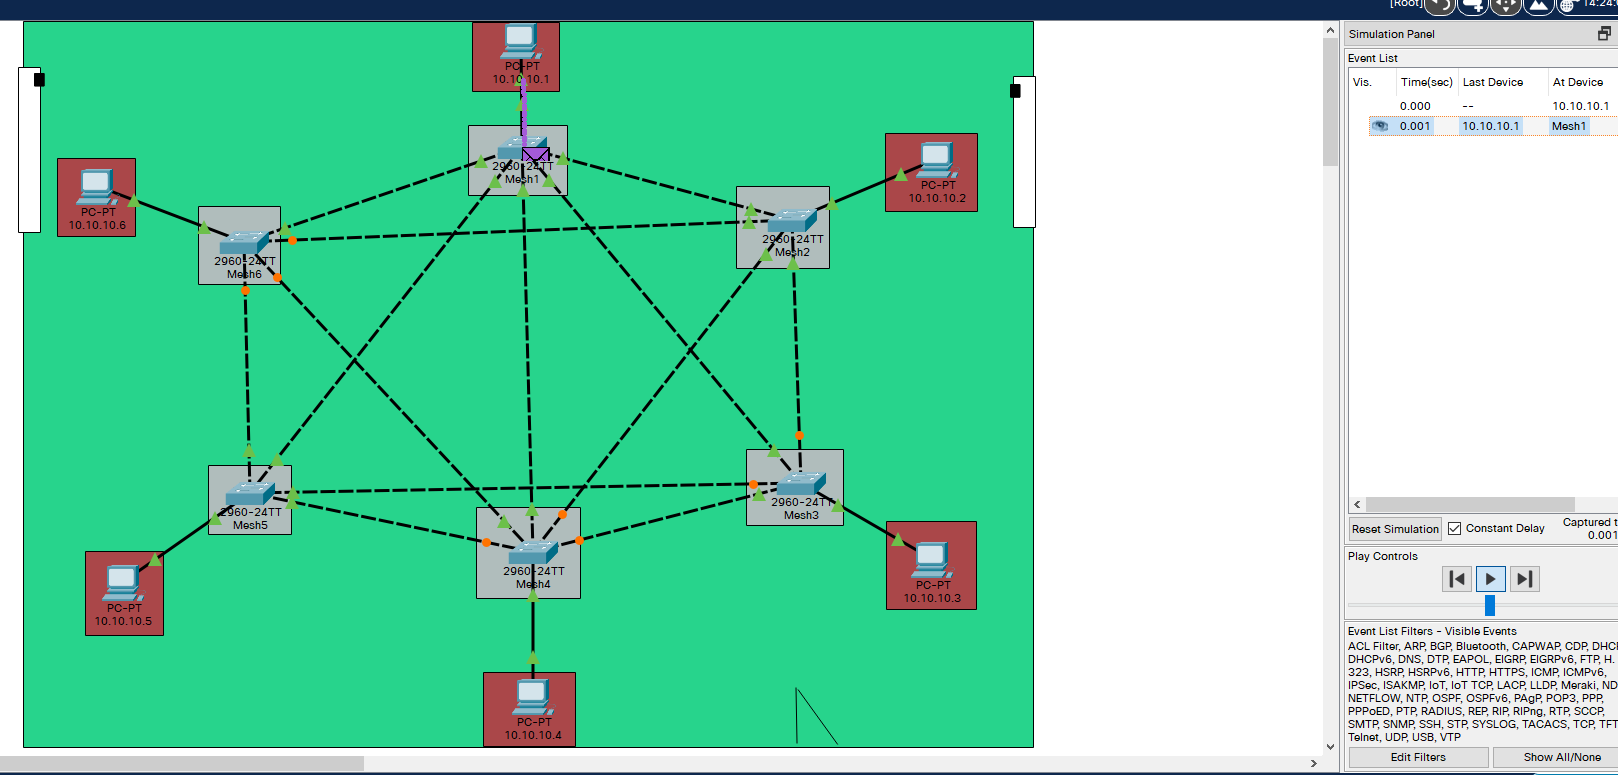 [Root]
14:24:
PC-PT
10.10.10.1
2960-24TT
Mesh1
PC-PT
10.10.10.2
PC-PT
10.10.10.6
2960-24TT
Mesh2
2960-24TT
Mesh6
2960-24TT
Mesh5
2960-24TT
Mesh3
2960-24TT
Mesh4
PC-PT
10.10.10.5
PC-PT
10.10.10.3
PC-PT
10.10.10.4
Simulation Panel
Event List
Vis. Time(sec) Last Device At Device
0.000 -- 10.10.10.1
0.001 10.10.10.1 Mesh1
Reset Simulation Constant Delay Captured t
0.001
Play Controls
Event List Filters - Visible Events
ACL Filter, ARP, BGP, Bluetooth, CAPWAP, CDP, DHC
DHCPv6, DNS, DTP, EAPOL, EIGRP, EIGRPv6, FTP, H.
323, HSRP, HSRPv6, HTTP, HTTPS, ICMP, ICMPv6,
IPSec, ISAKMP, IoT, IoT TCP, LACP, LLDP, Meraki, ND
NETFLOW, NTP, OSPF, OSPFv6, PAgP, POP3, PPP,
PPPoED, PTP, RADIUS, REP, RIP, RIPng, RTP, SCCP,
SMTP, SNMP, SSH, STP, SYSLOG, TACACS, TCP, TFT
Telnet, UDP, USB, VTP
Edit Filters Show All/None